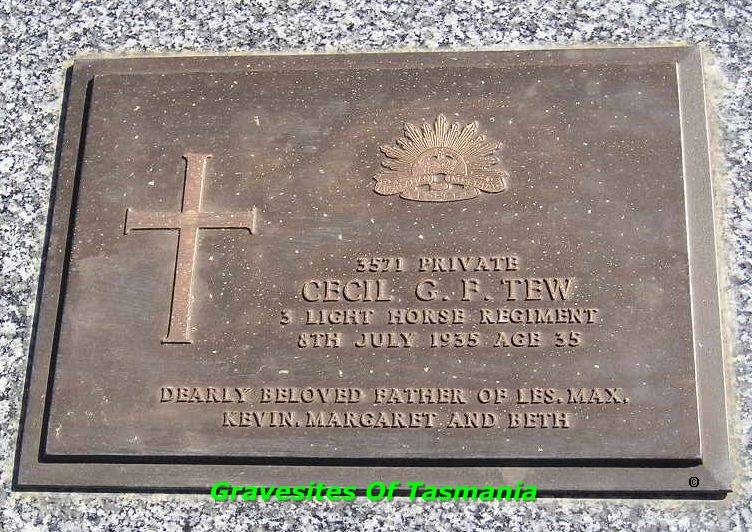 3571 PRIVATE
CECIL G. F. TEW
3 LIGHT HORSE REGIMENT
8TH JULY 1935 AGE 35
DEARLY BELOVED FATHER OF LES. MAX.
KEVIN. MARGARET AND BETH
©
Gravesites Of Tasmania